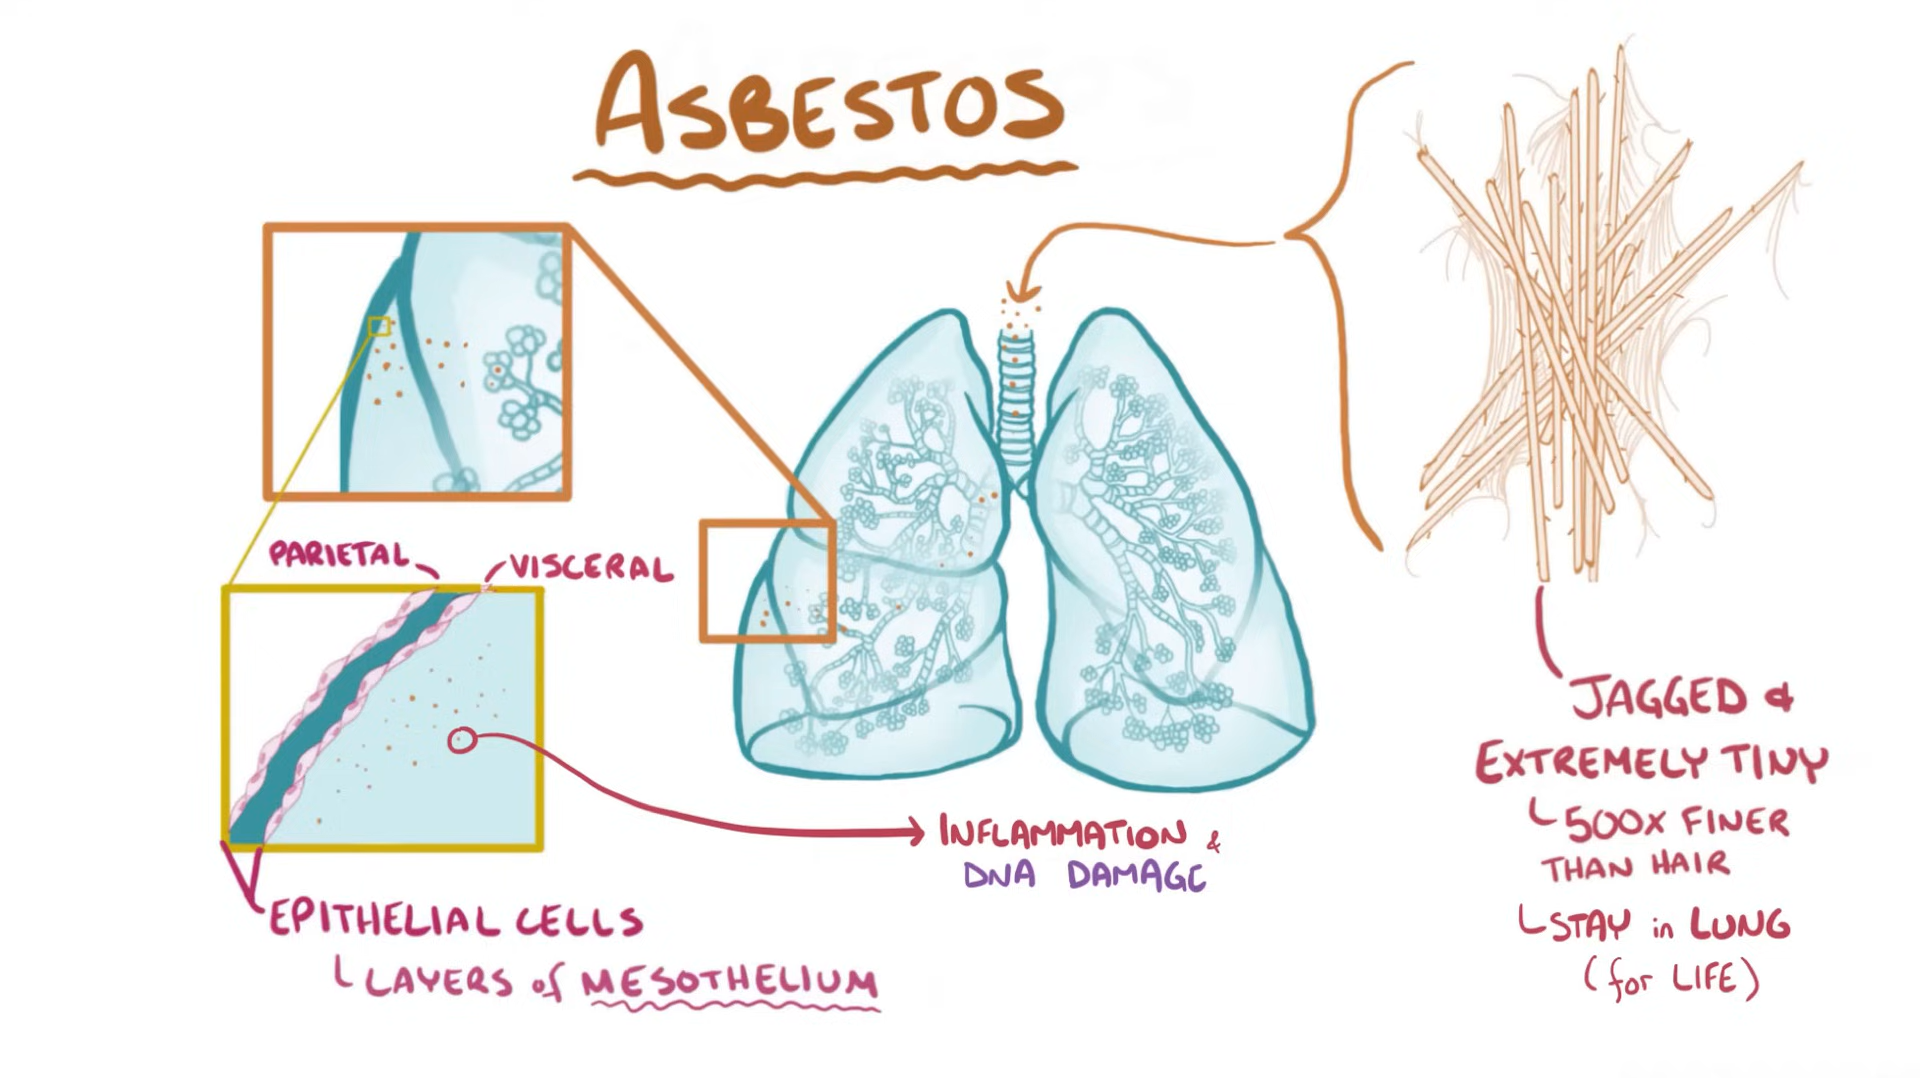 ASBESTOS
PARIETAL
VISCERAL
EPITHELIAL CELLS
LAYERS of MESOTHELIUM
INFLAMMATION &
DNA DAMAGE
JAGGED &
EXTREMELY TINY
500x FINER
THAN HAIR
STAY in LUNG
(for LIFE)